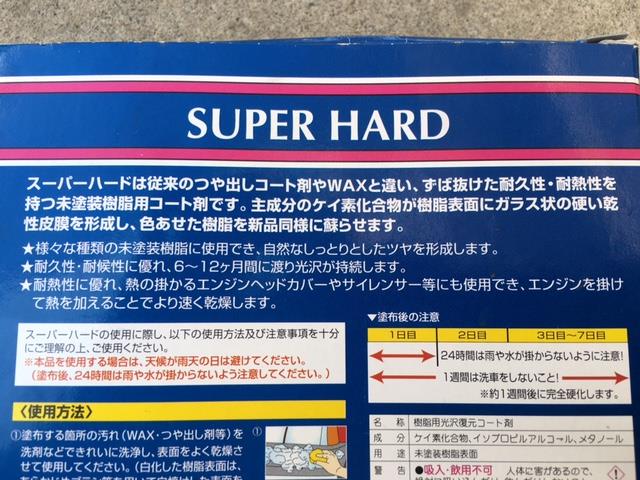 SUPER HARD
スーパーハードは従来のつや出しコート剤やWAXと違い、ずば抜けた耐久性・耐熱性を
持つ未塗装樹脂用コート剤です。主成分のケイ素化合物が樹脂表面にガラス状の硬い乾
性皮膜を形成し、色あせた樹脂を新品同様に蘇らせます。
★様々な種類の未塗装樹脂に使用でき、自然なしっとりとしたツヤを形成します。
★耐久性・耐候性に優れ、6〜12ヶ月間に渡り光沢が持続します。
★耐熱性に優れ、熱の掛かるエンジンヘッドカバーやサイレンサー等にも使用でき、エンジンを掛け
て熱を加えることでより速く乾燥します。
スーパーハードの使用に際し、以下の使用方法及び注意事項を十分
にご理解の上、ご使用ください。
※本品を使用する場合は、天候が雨天の日は避けてください。
(塗布後、24時間は雨や水が掛からないようにしてください。)
〈使用方法〉
①塗布する箇所の汚れ(WAX・つや出し剤等)を
洗剤などできれいに洗浄し、表面をよく乾燥さ
せて使用してください。(白化した樹脂表面は、
▼塗布後の注意
1日目 2日目 3日目〜7日目
24時間は雨や水が掛からないように注意!
1週間は洗車をしないこと!
※約1週間後に完全硬化します。
名 称 樹脂用光沢復元コート剤
成 分 ケイ素化合物、イソプロピルアルコール、メタノール
用 途 未塗装樹脂表面
警 告 ●吸入・飲用不可 人体に害があるので、